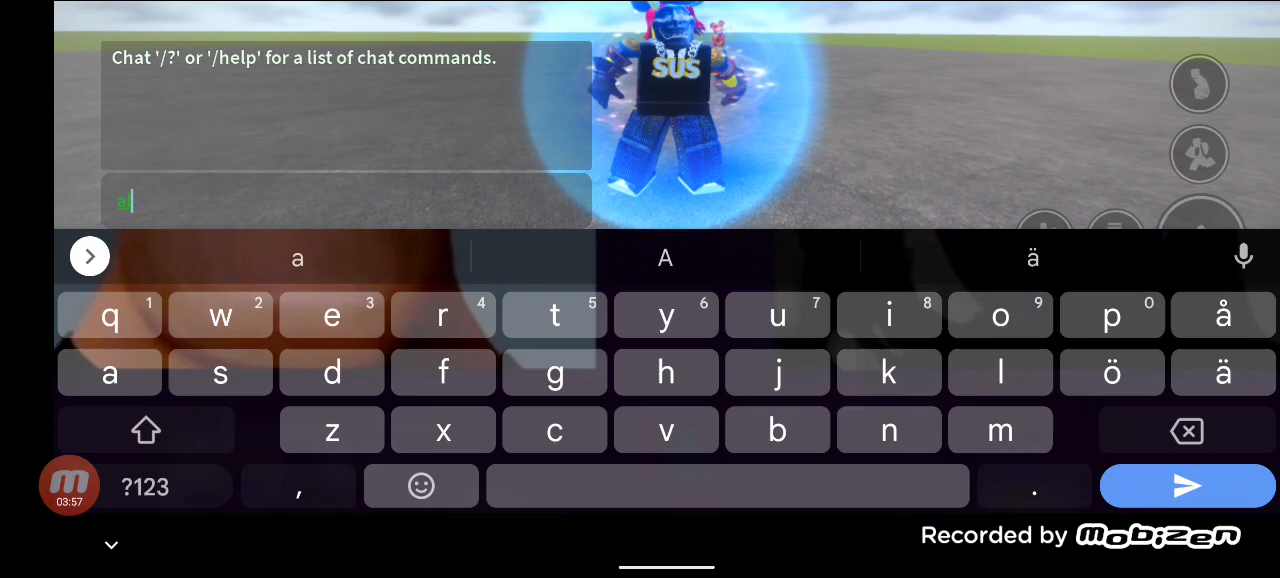 Chat '/?' or '/help' for a list of chat commands.
SUS
a
a A ä
q 1 w 2 e 3 r 4 t 5 y 6 u 7 i 8 o 9 p 0 å
a s d f g h j k l ö ä
z x c v b n m
?123 , .
03:57
Recorded by mobizen